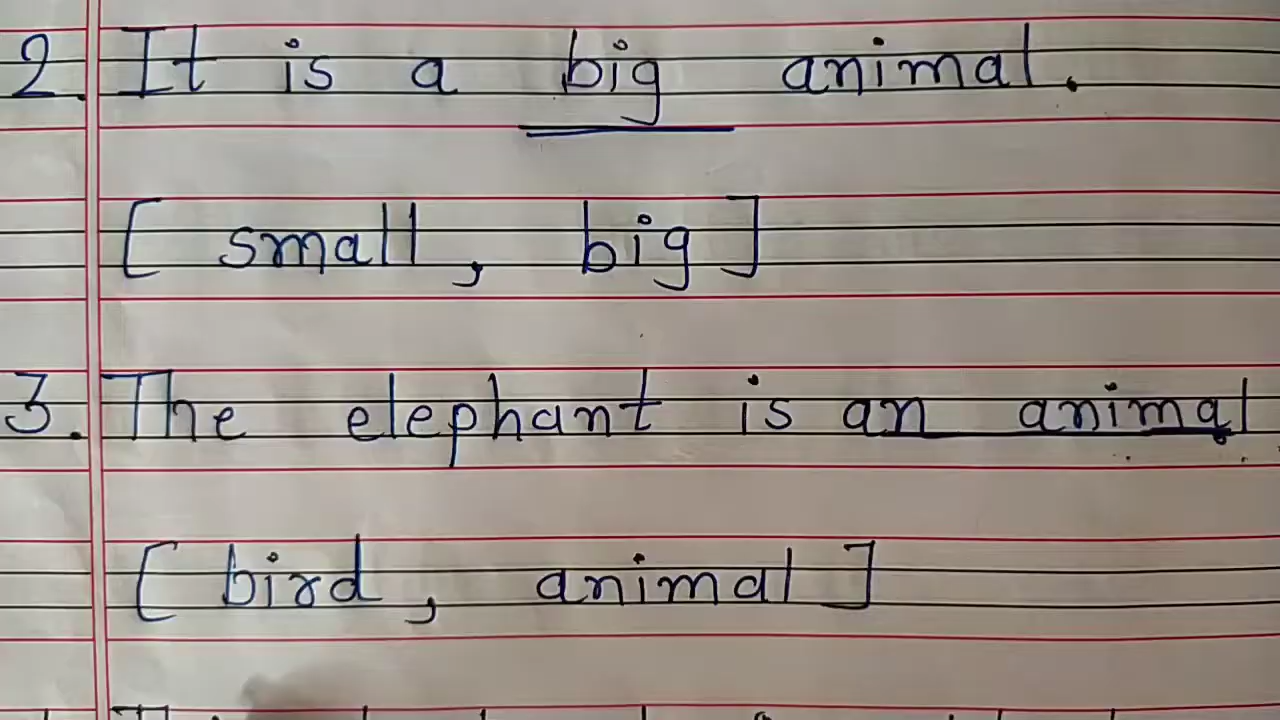 2. It is a big animal.
[ small, big ]
3. The elephant is an animal
[ bird, animal ]